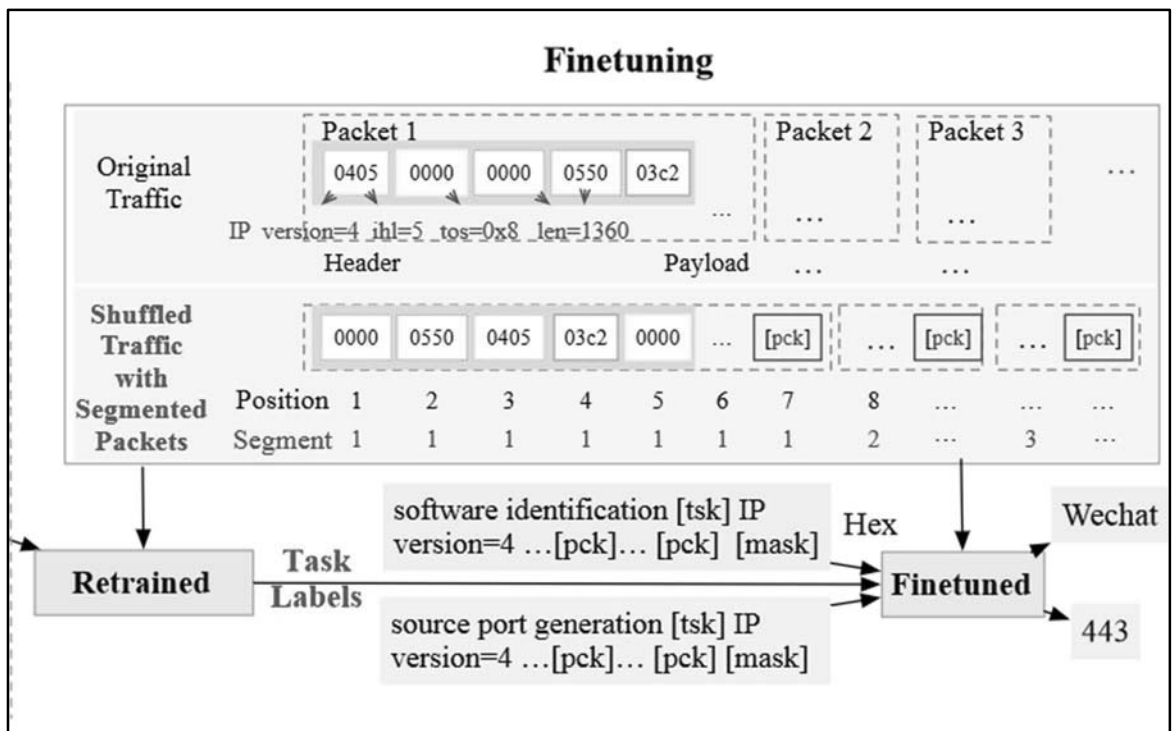 Finetuning
Packet 1 Packet 2 Packet 3
Original
Traffic
0405 0000 0000 0550 03c2
... ... ... ...
IP version=4 ihl=5 tos=0x8 len=1360
Header Payload ... ...
Shuffled
Traffic
with
Segmented
Packets
0000 0550 0405 03c2 0000 ... [pck] ... [pck] ... [pck]
Position 1 2 3 4 5 6 7 8 ... ... ...
Segment 1 1 1 1 1 1 1 2 ... 3 ...
software identification [tsk] IP
version=4 ...[pck]... [pck] [mask]
Hex
Wechat
Retrained
Task
Labels
Finetuned
source port generation [tsk] IP
version=4 ...[pck]... [pck] [mask]
443